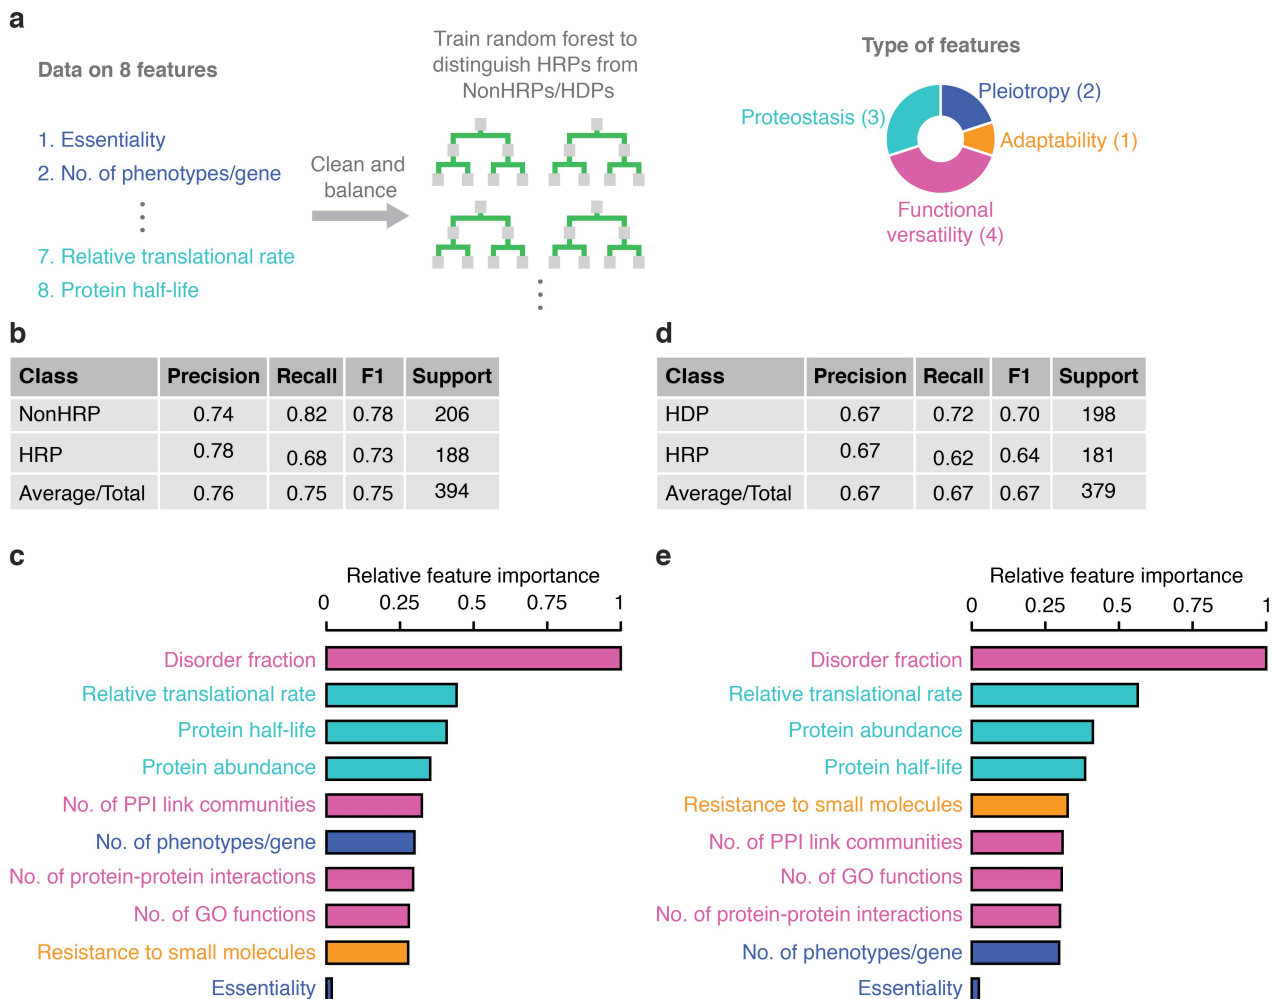 a
Data on 8 features
1. Essentiality
2. No. of phenotypes/gene
7. Relative translational rate
8. Protein half-life
Clean and
balance
Train random forest to
distinguish HRPs from
NonHRPs/HDPs
Type of features
Pleiotropy (2)
Proteostasis (3)
Adaptability (1)
Functional
versatility (4)
b
Class Precision Recall F1 Support
NonHRP 0.74 0.82 0.78 206
HRP 0.78 0.68 0.73 188
Average/Total 0.76 0.75 0.75 394
d
Class Precision Recall F1 Support
HDP 0.67 0.72 0.70 198
HRP 0.67 0.62 0.64 181
Average/Total 0.67 0.67 0.67 379
c
Relative feature importance
0 0.25 0.5 0.75 1
Disorder fraction
Relative translational rate
Protein half-life
Protein abundance
No. of PPI link communities
No. of phenotypes/gene
No. of protein-protein interactions
No. of GO functions
Resistance to small molecules
Essentiality
e
Relative feature importance
0 0.25 0.5 0.75 1
Disorder fraction
Relative translational rate
Protein abundance
Protein half-life
Resistance to small molecules
No. of PPI link communities
No. of GO functions
No. of protein-protein interactions
No. of phenotypes/gene
Essentiality